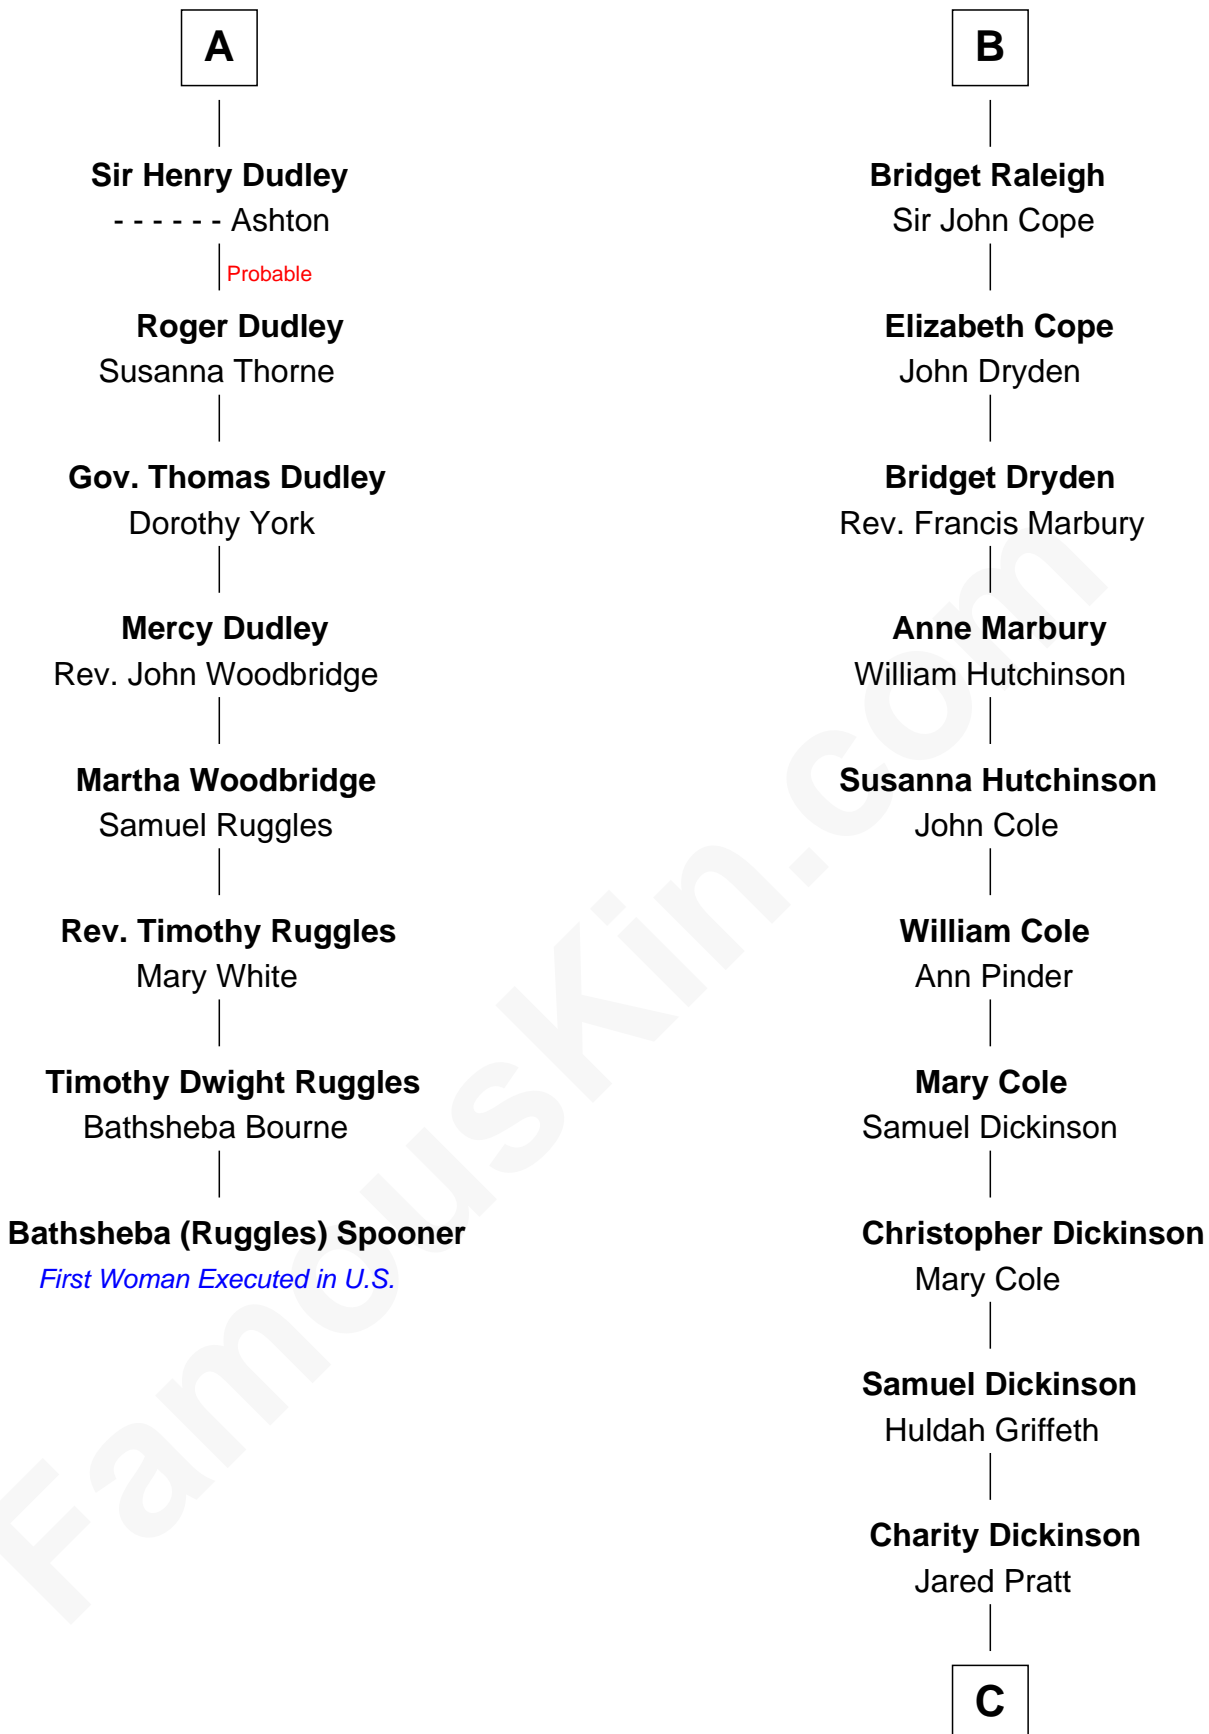 A
Sir Henry Dudley
- - - - - - Ashton
Probable
Roger Dudley
Susanna Thorne
Gov. Thomas Dudley
Dorothy York
Mercy Dudley
Rev. John Woodbridge
Martha Woodbridge
Samuel Ruggles
Rev. Timothy Ruggles
Mary White
Timothy Dwight Ruggles
Bathsheba Bourne
Bathsheba (Ruggles) Spooner
First Woman Executed in U.S.
B
Bridget Raleigh
Sir John Cope
Elizabeth Cope
John Dryden
Bridget Dryden
Rev. Francis Marbury
Anne Marbury
William Hutchinson
Susanna Hutchinson
John Cole
William Cole
Ann Pinder
Mary Cole
Samuel Dickinson
Christopher Dickinson
Mary Cole
Samuel Dickinson
Huldah Griffeth
Charity Dickinson
Jared Pratt
C
FamousKin.com